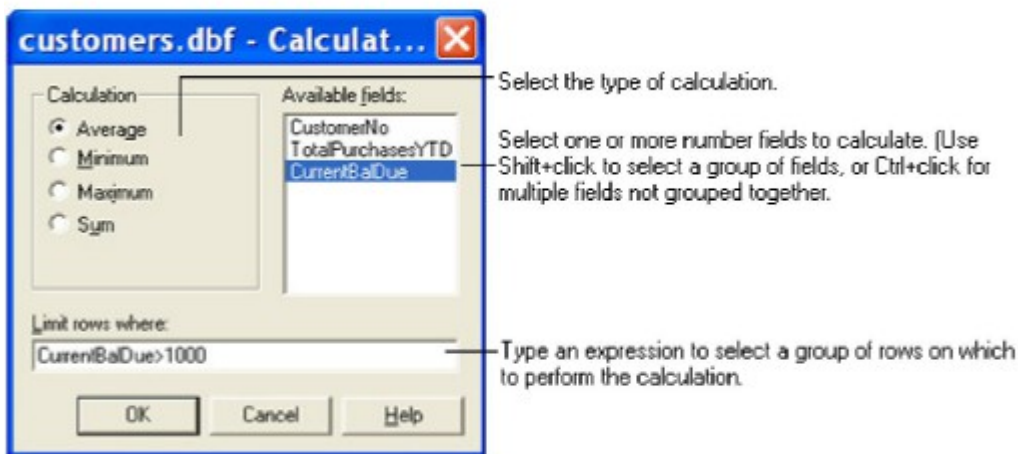 customers.dbf - Calculat...
Calculation
Average
Minimum
Maximum
Sum
Available fields:
CustomerNo
TotalPurchasesYTD
CurrentBalDue
Limit rows where:
CurrentBalDue>1000
OK Cancel Help
Select the type of calculation.
Select one or more number fields to calculate. (Use
Shift+click to select a group of fields, or Ctrl+click for
multiple fields not grouped together.
Type an expression to select a group of rows on which
to perform the calculation.